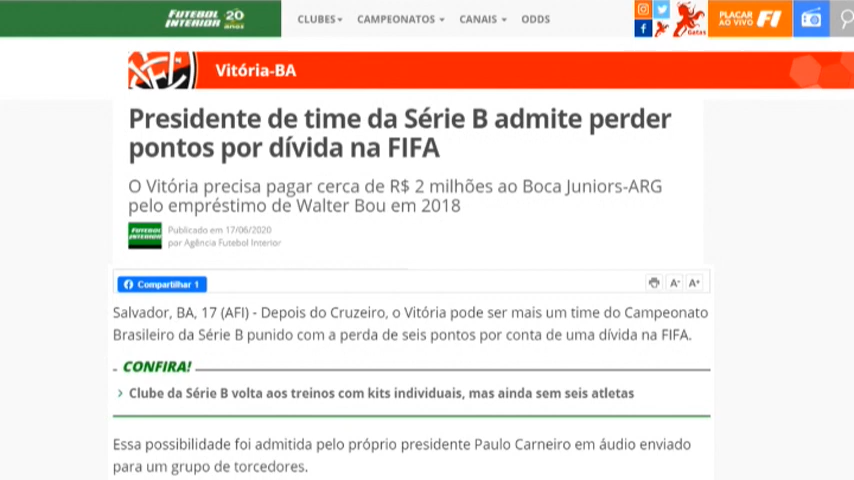 FUTEBOL INTERIOR 20 anos
CLUBES CAMPEONATOS CANAIS ODDS
Gatas
PLACAR AO VIVO FI
Vitória-BA
Presidente de time da Série B admite perder
pontos por dívida na FIFA
O Vitória precisa pagar cerca de R$ 2 milhões ao Boca Juniors-ARG
pelo empréstimo de Walter Bou em 2018
FUTEBOL INTERIOR
Publicado em 17/06/2020
por Agência Futebol Interior
Compartilhar 1
A- A+
Salvador, BA, 17 (AFI) - Depois do Cruzeiro, o Vitória pode ser mais um time do Campeonato
Brasileiro da Série B punido com a perda de seis pontos por conta de uma dívida na FIFA.
CONFIRA!
Clube da Série B volta aos treinos com kits individuais, mas ainda sem seis atletas
Essa possibilidade foi admitida pelo próprio presidente Paulo Carneiro em áudio enviado
para um grupo de torcedores.